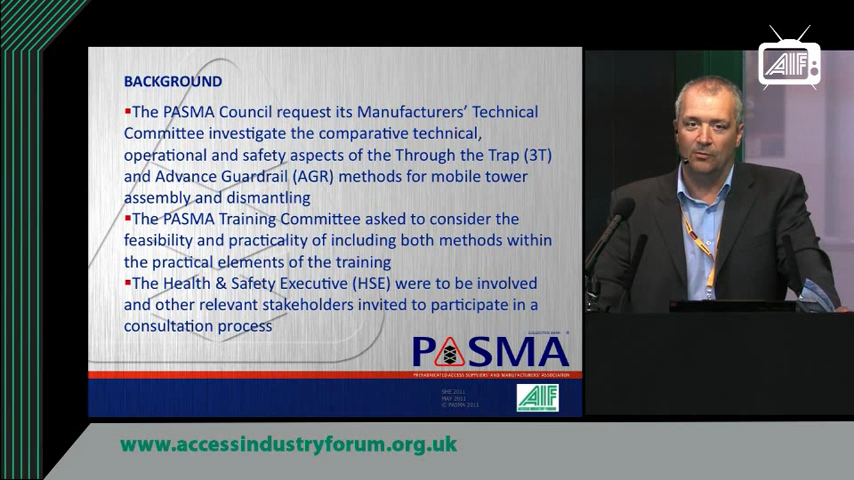 AIF
BACKGROUND
▪The PASMA Council request its Manufacturers' Technical
Committee investigate the comparative technical,
operational and safety aspects of the Through the Trap (3T)
and Advance Guardrail (AGR) methods for mobile tower
assembly and dismantling
▪The PASMA Training Committee asked to consider the
feasibility and practicality of including both methods within
the practical elements of the training
▪The Health & Safety Executive (HSE) were to be involved
and other relevant stakeholders invited to participate in a
consultation process
PASMA
PREFABRICATED ACCESS SUPPLIERS' AND MANUFACTURERS' ASSOCIATION
SHE 2011
MAY 2011
© PASMA 2011
AIF
www.accessindustryforum.org.uk